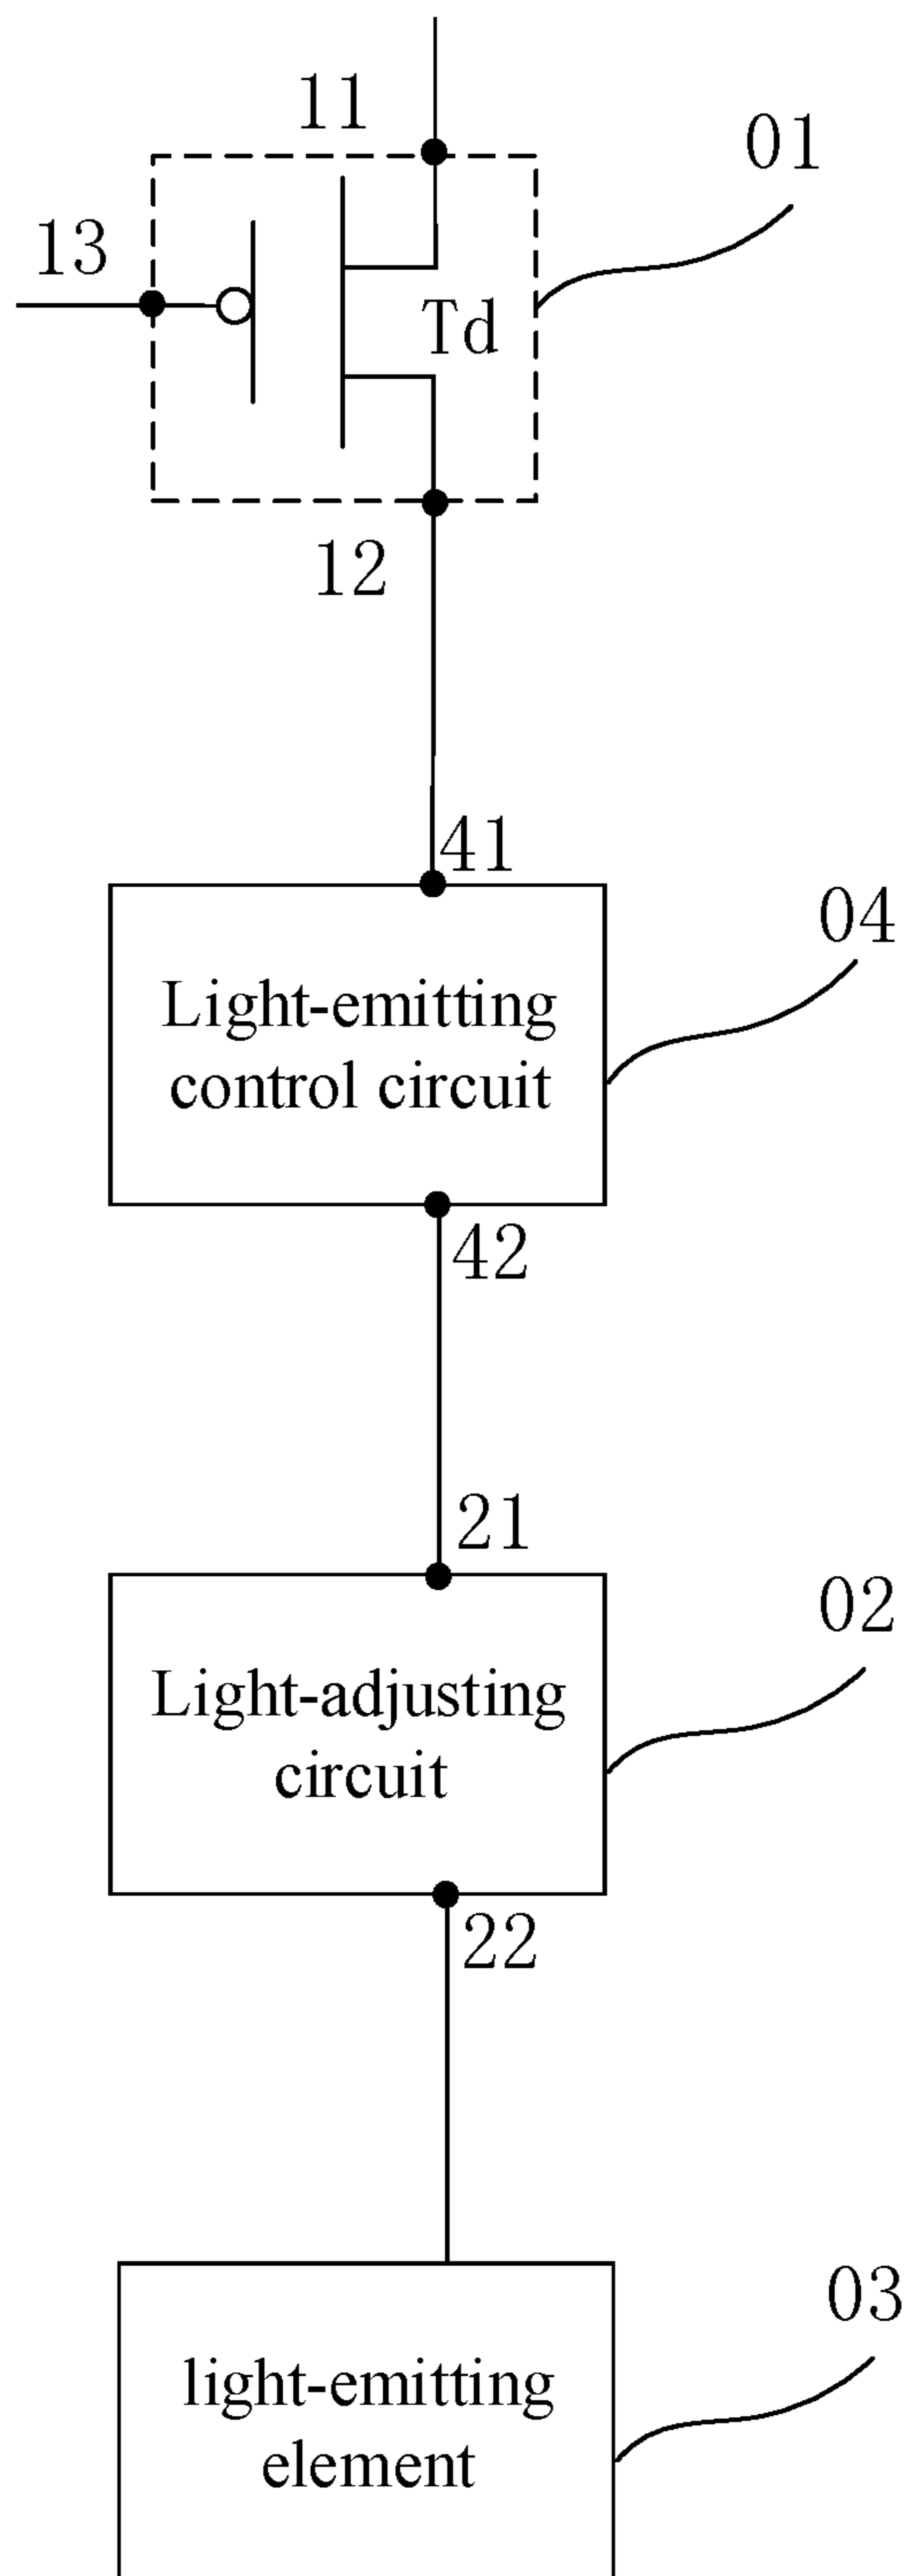 11
01
13
Td
12
41
04
Light-emitting
control circuit
42
21
02
Light-adjusting
circuit
22
03
light-emitting
element